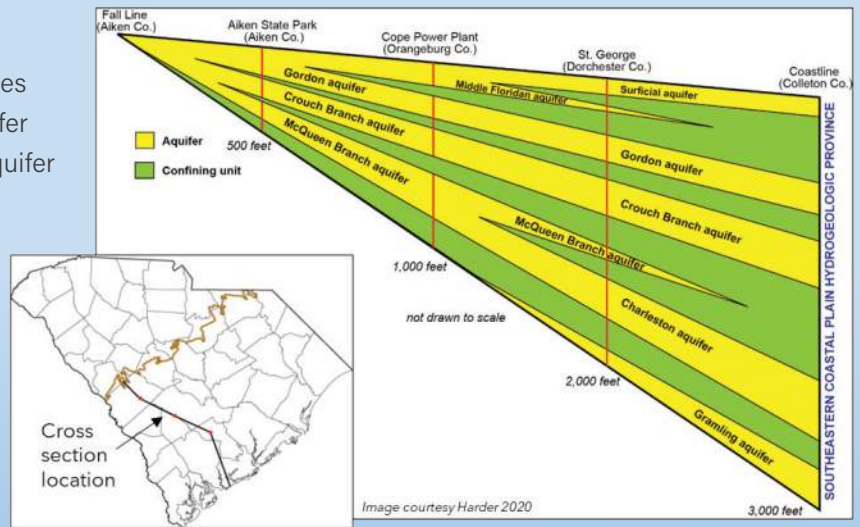 es
fer
quifer
Fall Line
(Aiken Co.)
Aiken State Park
(Aiken Co.)
Cope Power Plant
(Orangeburg Co.)
St. George
(Dorchester Co.)
Coastline
(Colleton Co.)
Surficial aquifer
Middle Floridan aquifer
Gordon aquifer
Crouch Branch aquifer
McQueen Branch aquifer
Aquifer
Confining unit
Gordon aquifer
Crouch Branch aquifer
McQueen Branch aquifer
Charleston aquifer
Gramling aquifer
500 feet
1,000 feet
2,000 feet
3,000 feet
not drawn to scale
SOUTHEASTERN COASTAL PLAIN HYDROGEOLOGIC PROVINCE
Cross
section
location
Image courtesy Harder 2020